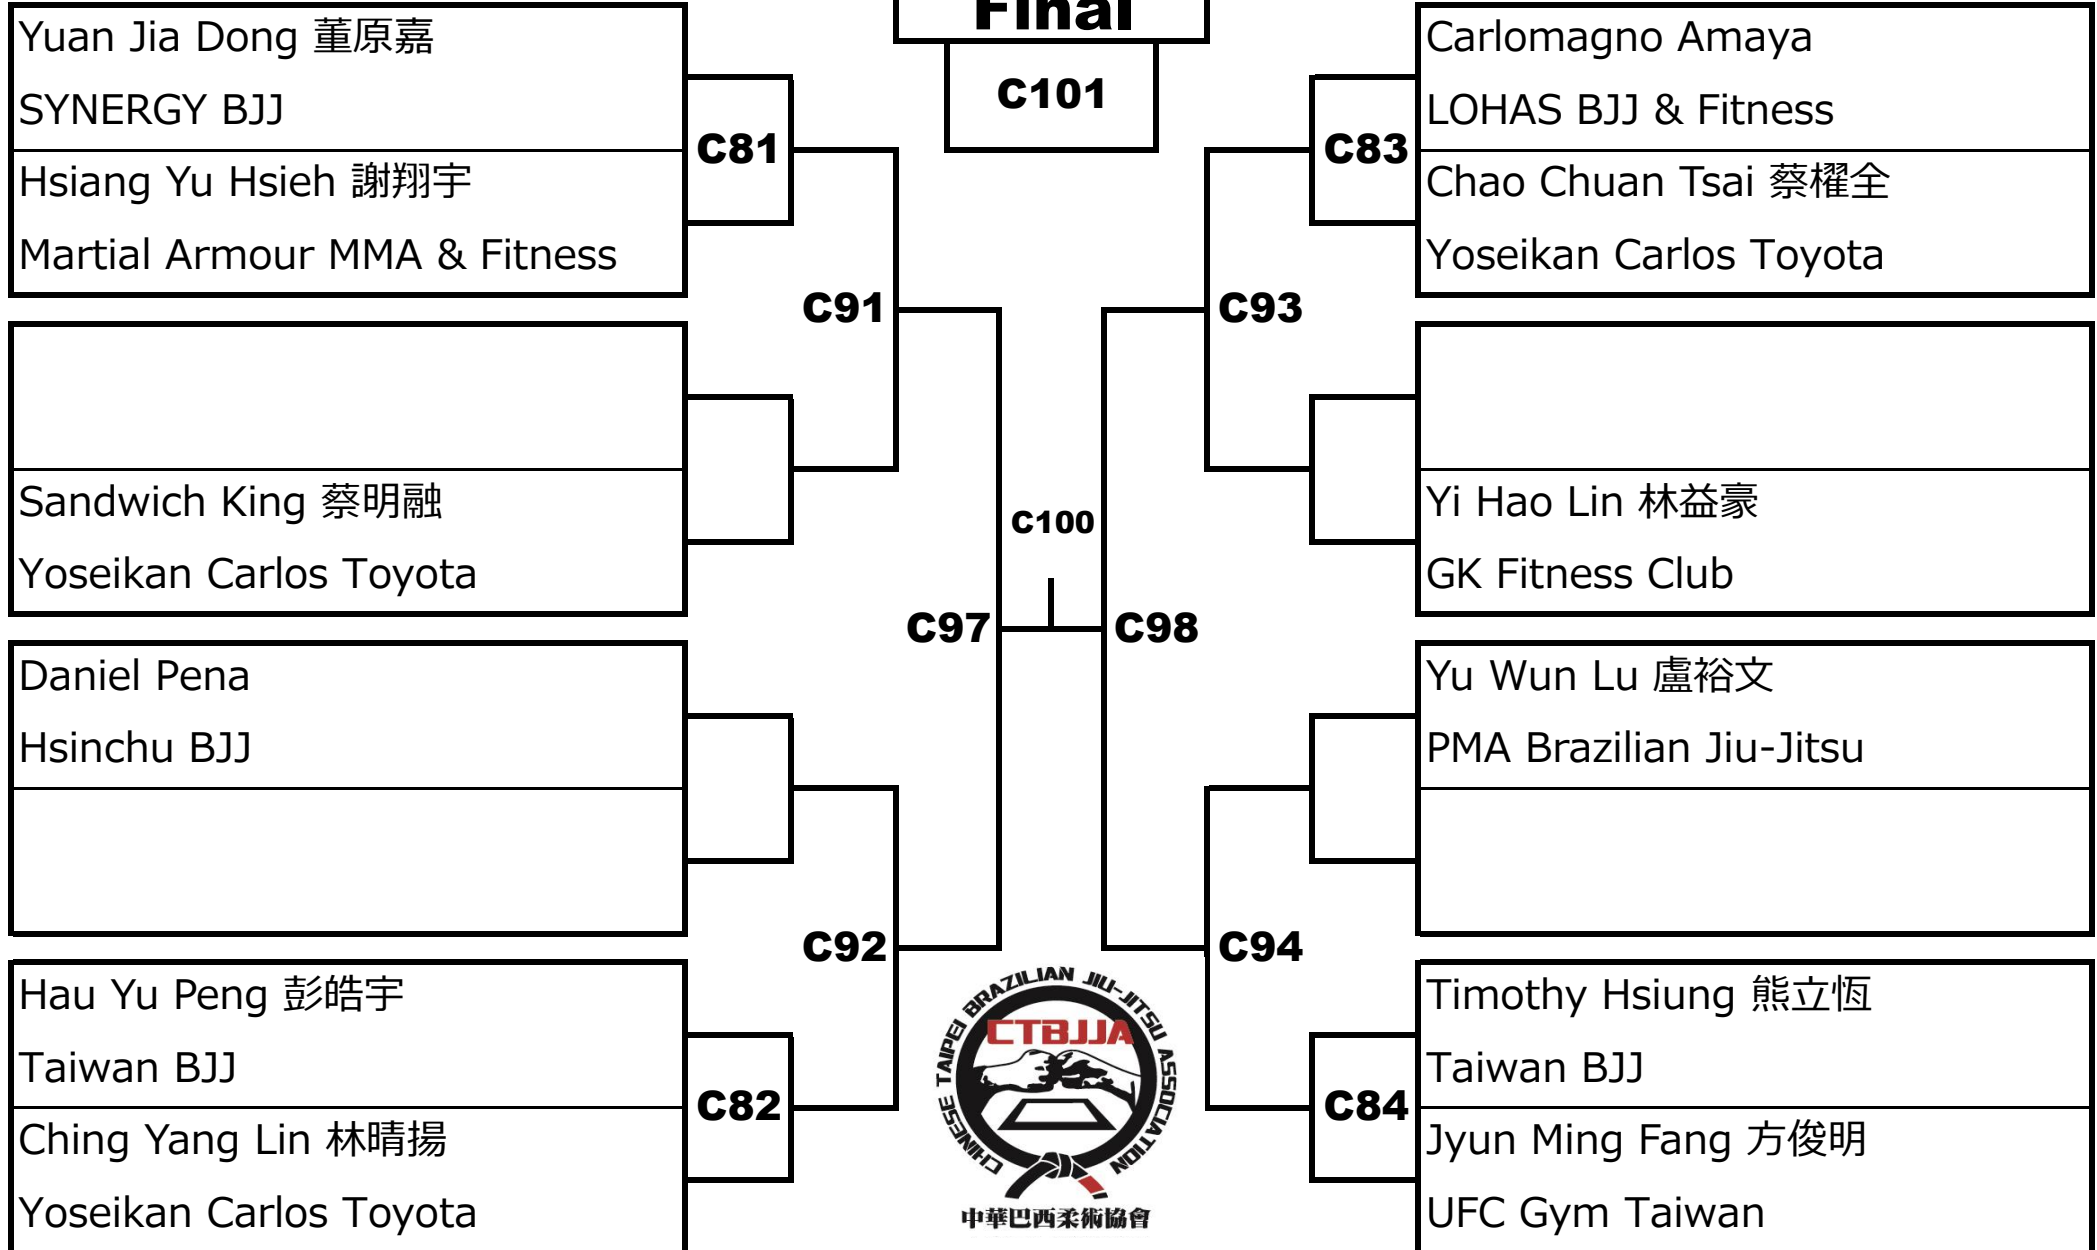 Final
C101
Yuan Jia Dong 董原嘉
SYNERGY BJJ
Hsiang Yu Hsieh 謝翔宇
Martial Armour MMA & Fitness
C81
C91
Sandwich King 蔡明融
Yoseikan Carlos Toyota
Daniel Pena
Hsinchu BJJ
C92
Hau Yu Peng 彭皓宇
Taiwan BJJ
Ching Yang Lin 林晴揚
Yoseikan Carlos Toyota
C82
C97
C100
C98
Carlomagno Amaya
LOHAS BJJ & Fitness
Chao Chuan Tsai 蔡櫂全
Yoseikan Carlos Toyota
C83
C93
Yi Hao Lin 林益豪
GK Fitness Club
Yu Wun Lu 盧裕文
PMA Brazilian Jiu-Jitsu
C94
Timothy Hsiung 熊立恆
Taiwan BJJ
Jyun Ming Fang 方俊明
UFC Gym Taiwan
C84
CHINESE TAIPEI BRAZILIAN JIU-JITSU ASSOCIATION
CTBJJA
中華巴西柔術協會